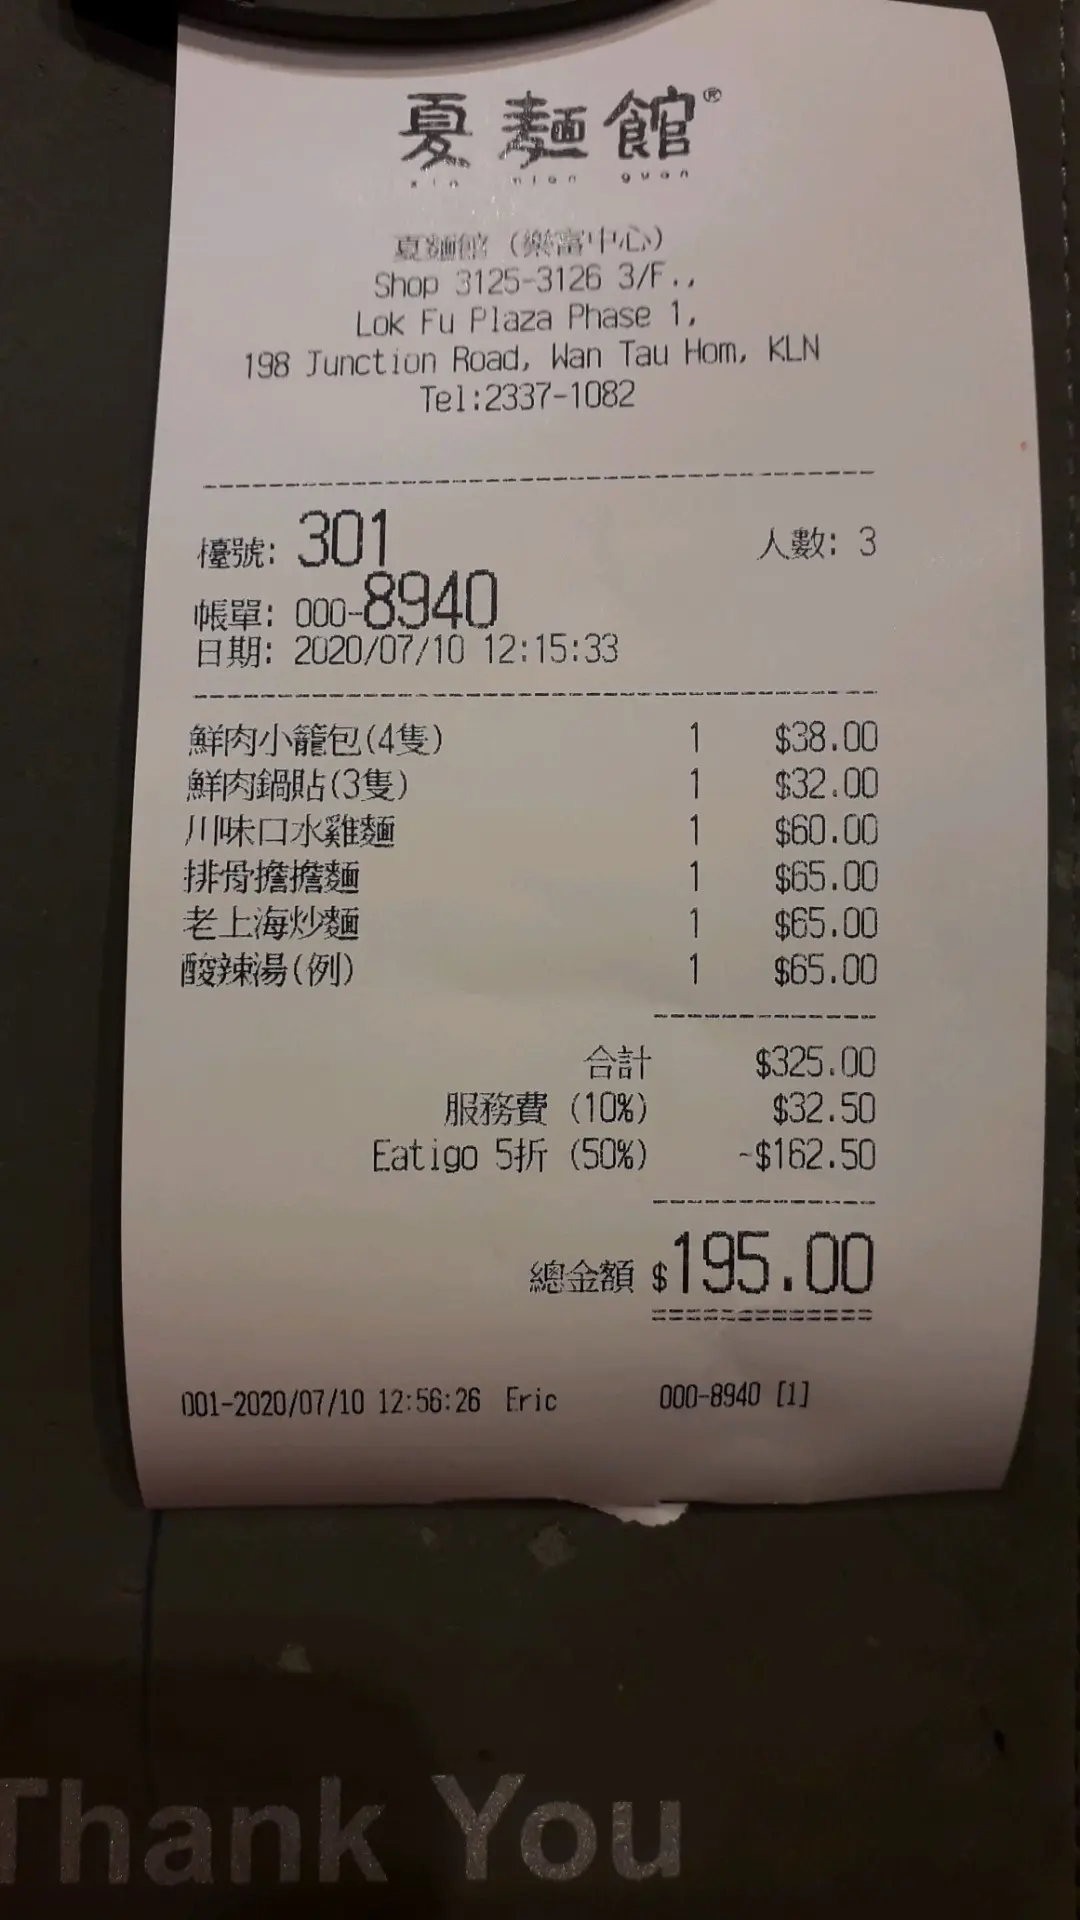 夏麵館®
xia mian guan
夏麵館（樂富中心）
Shop 3125-3126 3/F.,
Lok Fu Plaza Phase 1,
198 Junction Road, Wan Tau Hom, KLN
Tel:2337-1082
檯號: 301 人數: 3
帳單: 000-8940
日期: 2020/07/10 12:15:33
鮮肉小籠包(4隻) 1 $38.00
鮮肉鍋貼(3隻) 1 $32.00
川味口水雞麵 1 $60.00
排骨擔擔麵 1 $65.00
老上海炒麵 1 $65.00
酸辣湯(例) 1 $65.00
合計 $325.00
服務費 (10%) $32.50
Eatigo 5折 (50%) -$162.50
總金額 $195.00
001-2020/07/10 12:56:26 Eric 000-8940 [1]
Thank You